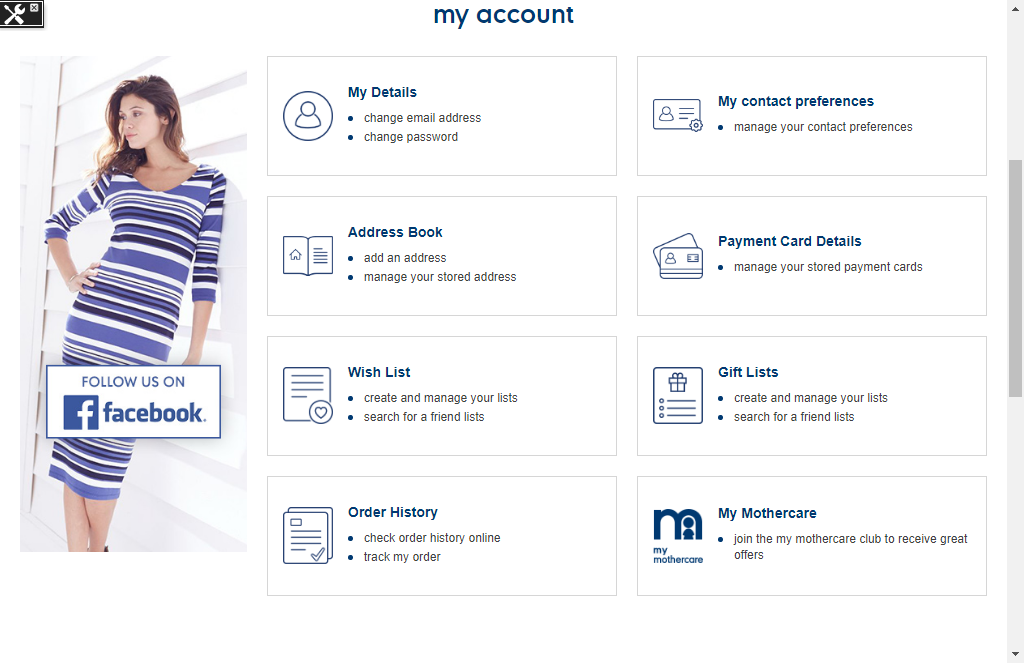 my account
FOLLOW US ON
facebook.
My Details
change email address
change password
My contact preferences
manage your contact preferences
Address Book
add an address
manage your stored address
Payment Card Details
manage your stored payment cards
Wish List
create and manage your lists
search for a friend lists
Gift Lists
create and manage your lists
search for a friend lists
Order History
check order history online
track my order
my
mothercare
My Mothercare
join the my mothercare club to receive great
offers